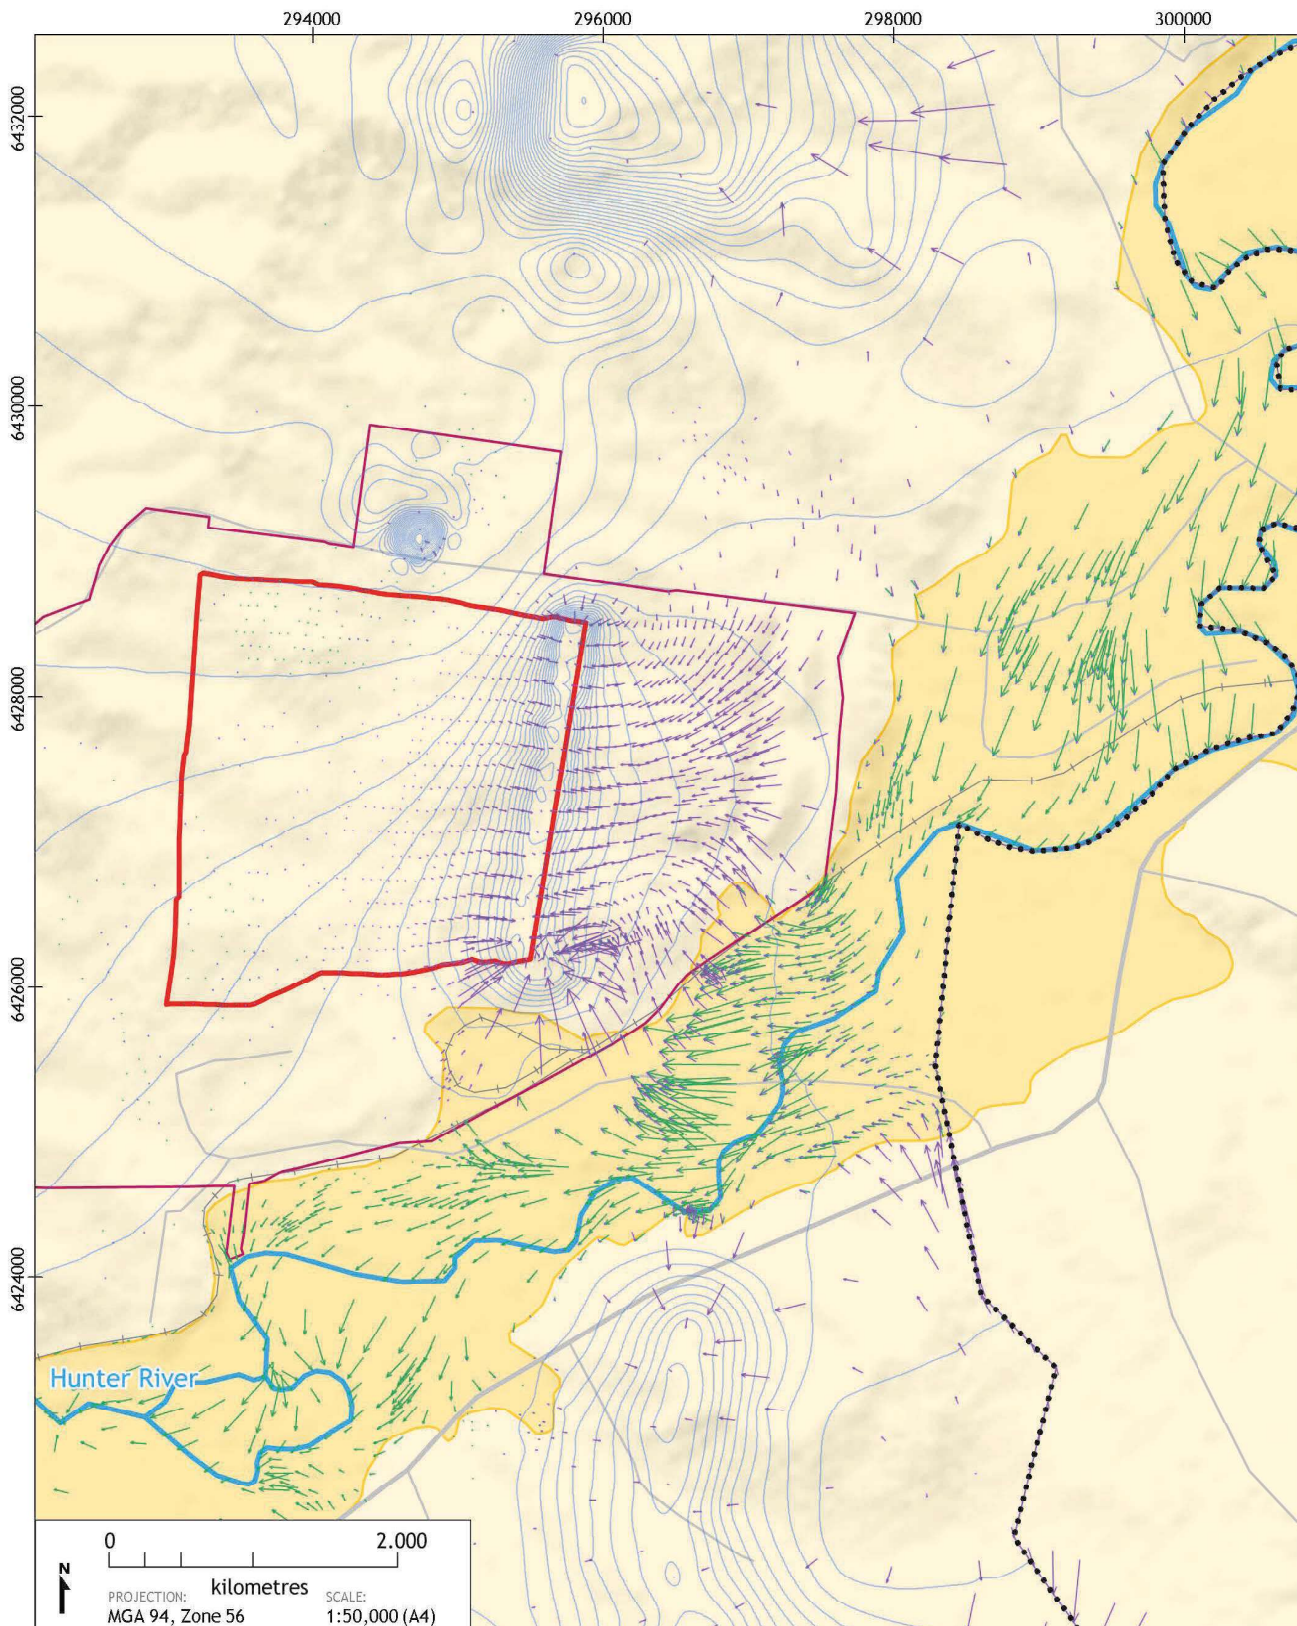 294000 296000 298000 300000
6432000
6430000
6428000
6426000
6424000
Hunter River
0 2.000
N
kilometres
PROJECTION: SCALE:
MGA 94, Zone 56 1:50,000 (A4)